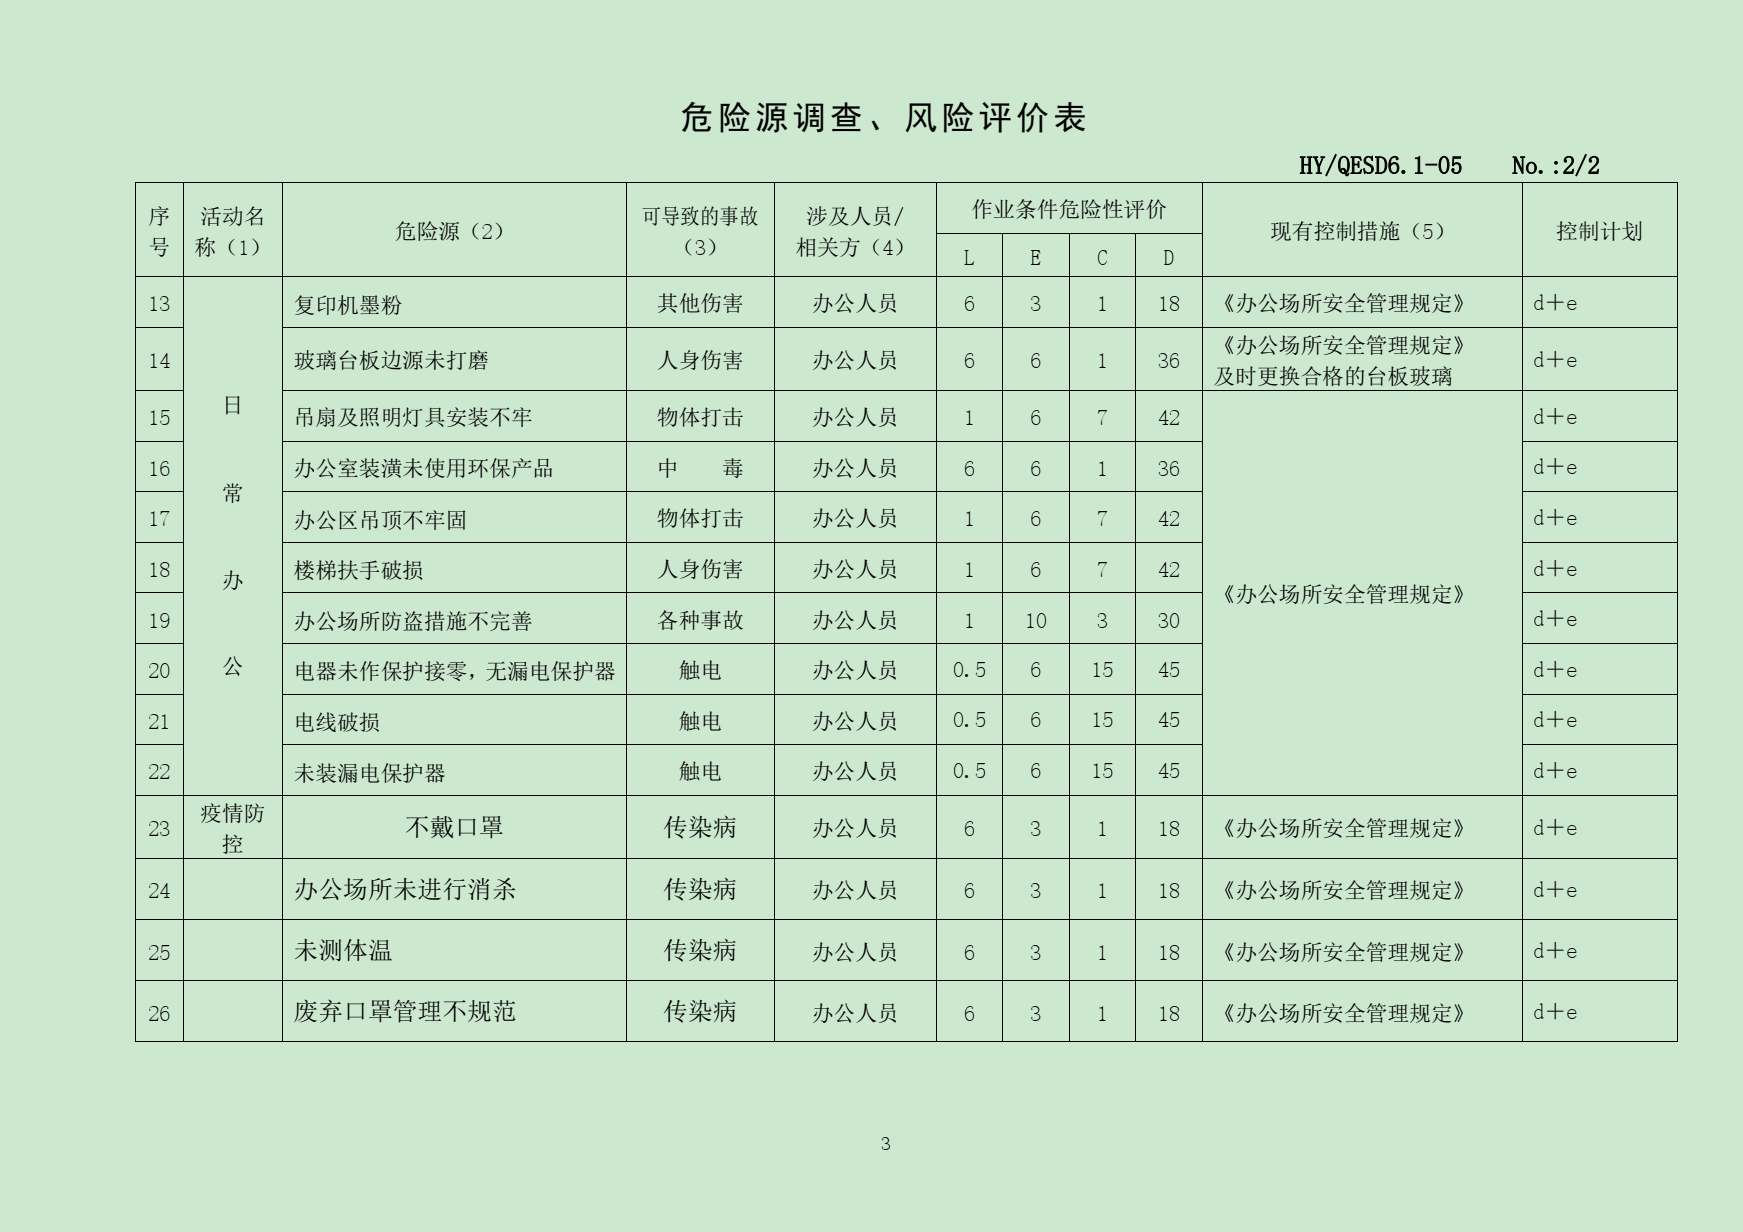 危险源调查、风险评价表
HY/QESD6.1-05 No.:2/2
序号 活动名称（1） 危险源（2） 可导致的事故（3） 涉及人员/相关方（4） 作业条件危险性评价 现有控制措施（5） 控制计划
L E C D
13 复印机墨粉 其他伤害 办公人员 6 3 1 18 《办公场所安全管理规定》 d＋e
14 玻璃台板边源未打磨 人身伤害 办公人员 6 6 1 36 《办公场所安全管理规定》及时更换合格的台板玻璃 d＋e
日常办公
15 吊扇及照明灯具安装不牢 物体打击 办公人员 1 6 7 42 d＋e
16 办公室装潢未使用环保产品 中 毒 办公人员 6 6 1 36 d＋e
17 办公区吊顶不牢固 物体打击 办公人员 1 6 7 42 d＋e
18 楼梯扶手破损 人身伤害 办公人员 1 6 7 42 d＋e
《办公场所安全管理规定》
19 办公场所防盗措施不完善 各种事故 办公人员 1 10 3 30 d＋e
20 电器未作保护接零，无漏电保护器 触电 办公人员 0.5 6 15 45 d＋e
21 电线破损 触电 办公人员 0.5 6 15 45 d＋e
22 未装漏电保护器 触电 办公人员 0.5 6 15 45 d＋e
23 疫情防控 不戴口罩 传染病 办公人员 6 3 1 18 《办公场所安全管理规定》 d＋e
24 办公场所未进行消杀 传染病 办公人员 6 3 1 18 《办公场所安全管理规定》 d＋e
25 未测体温 传染病 办公人员 6 3 1 18 《办公场所安全管理规定》 d＋e
26 废弃口罩管理不规范 传染病 办公人员 6 3 1 18 《办公场所安全管理规定》 d＋e
3